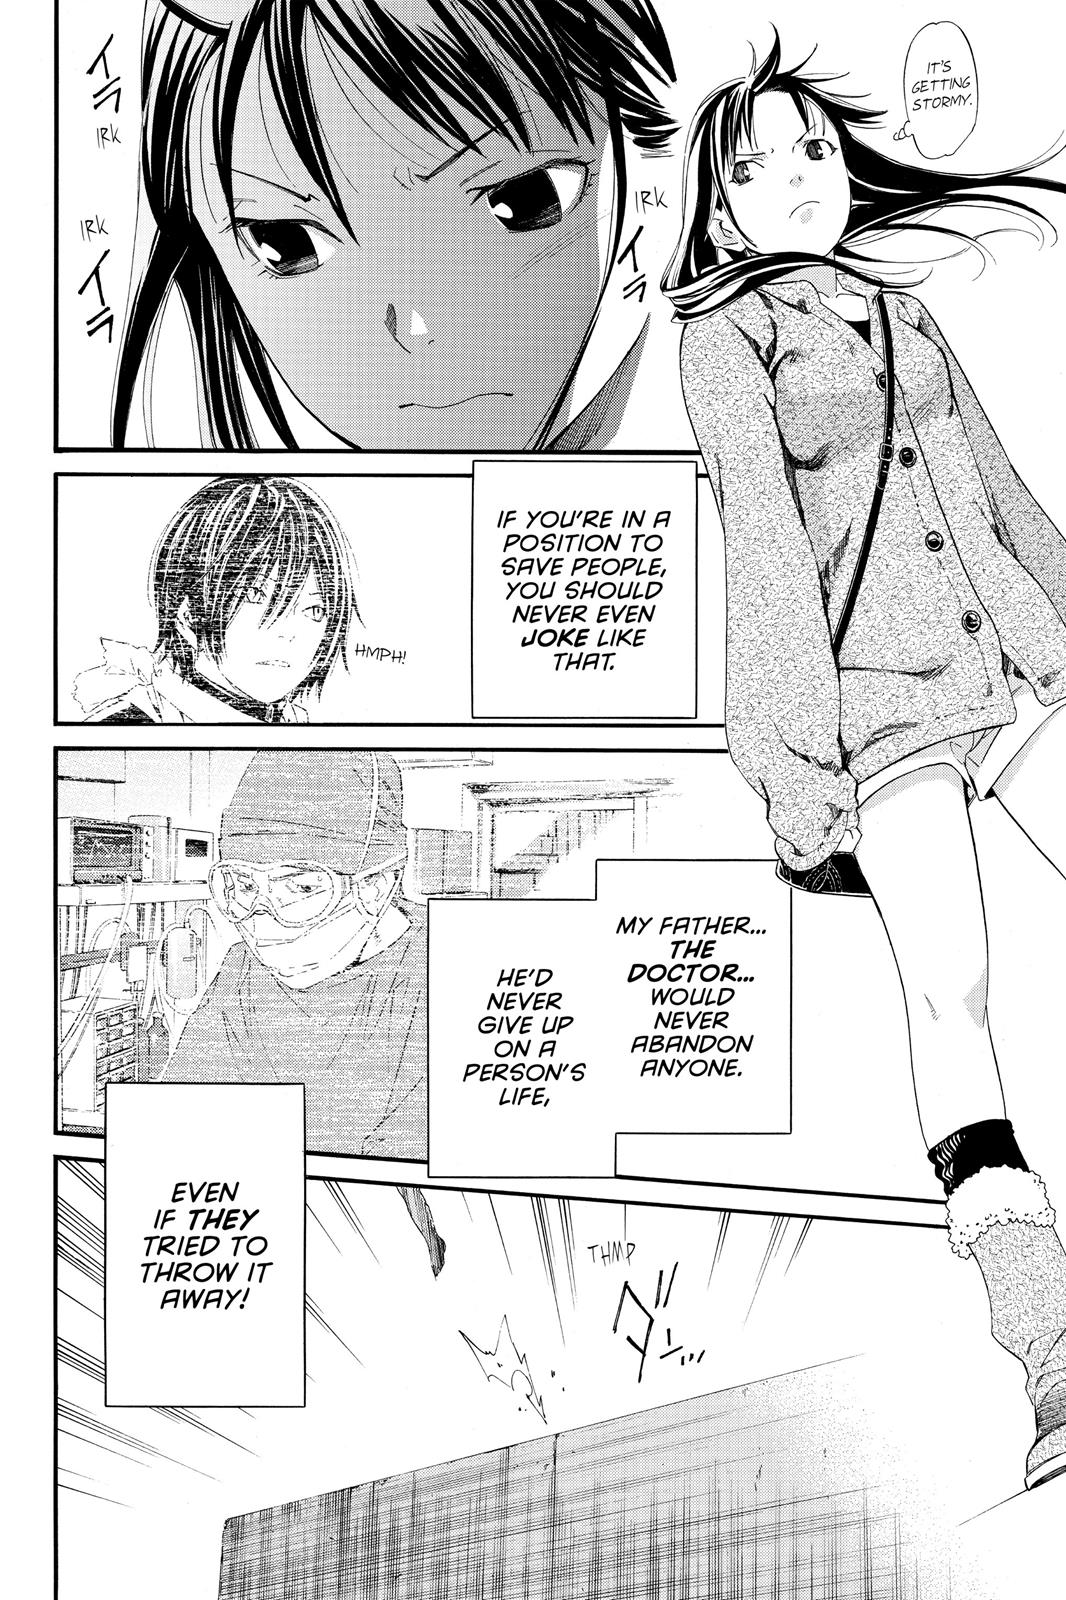 IT'S
GETTING
STORMY.
イラ
IRK
IRK
イラ
IRK
イラ
IF YOU'RE IN A
POSITION TO
SAVE PEOPLE,
YOU SHOULD
NEVER EVEN
JOKE LIKE
THAT.
HMPH!
MY FATHER...
THE
DOCTOR...
WOULD
NEVER
ABANDON
ANYONE.
HE'D
NEVER
GIVE UP
ON A
PERSON'S
LIFE,
EVEN
IF THEY
TRIED TO
THROW IT
AWAY!
THMP
ダン…